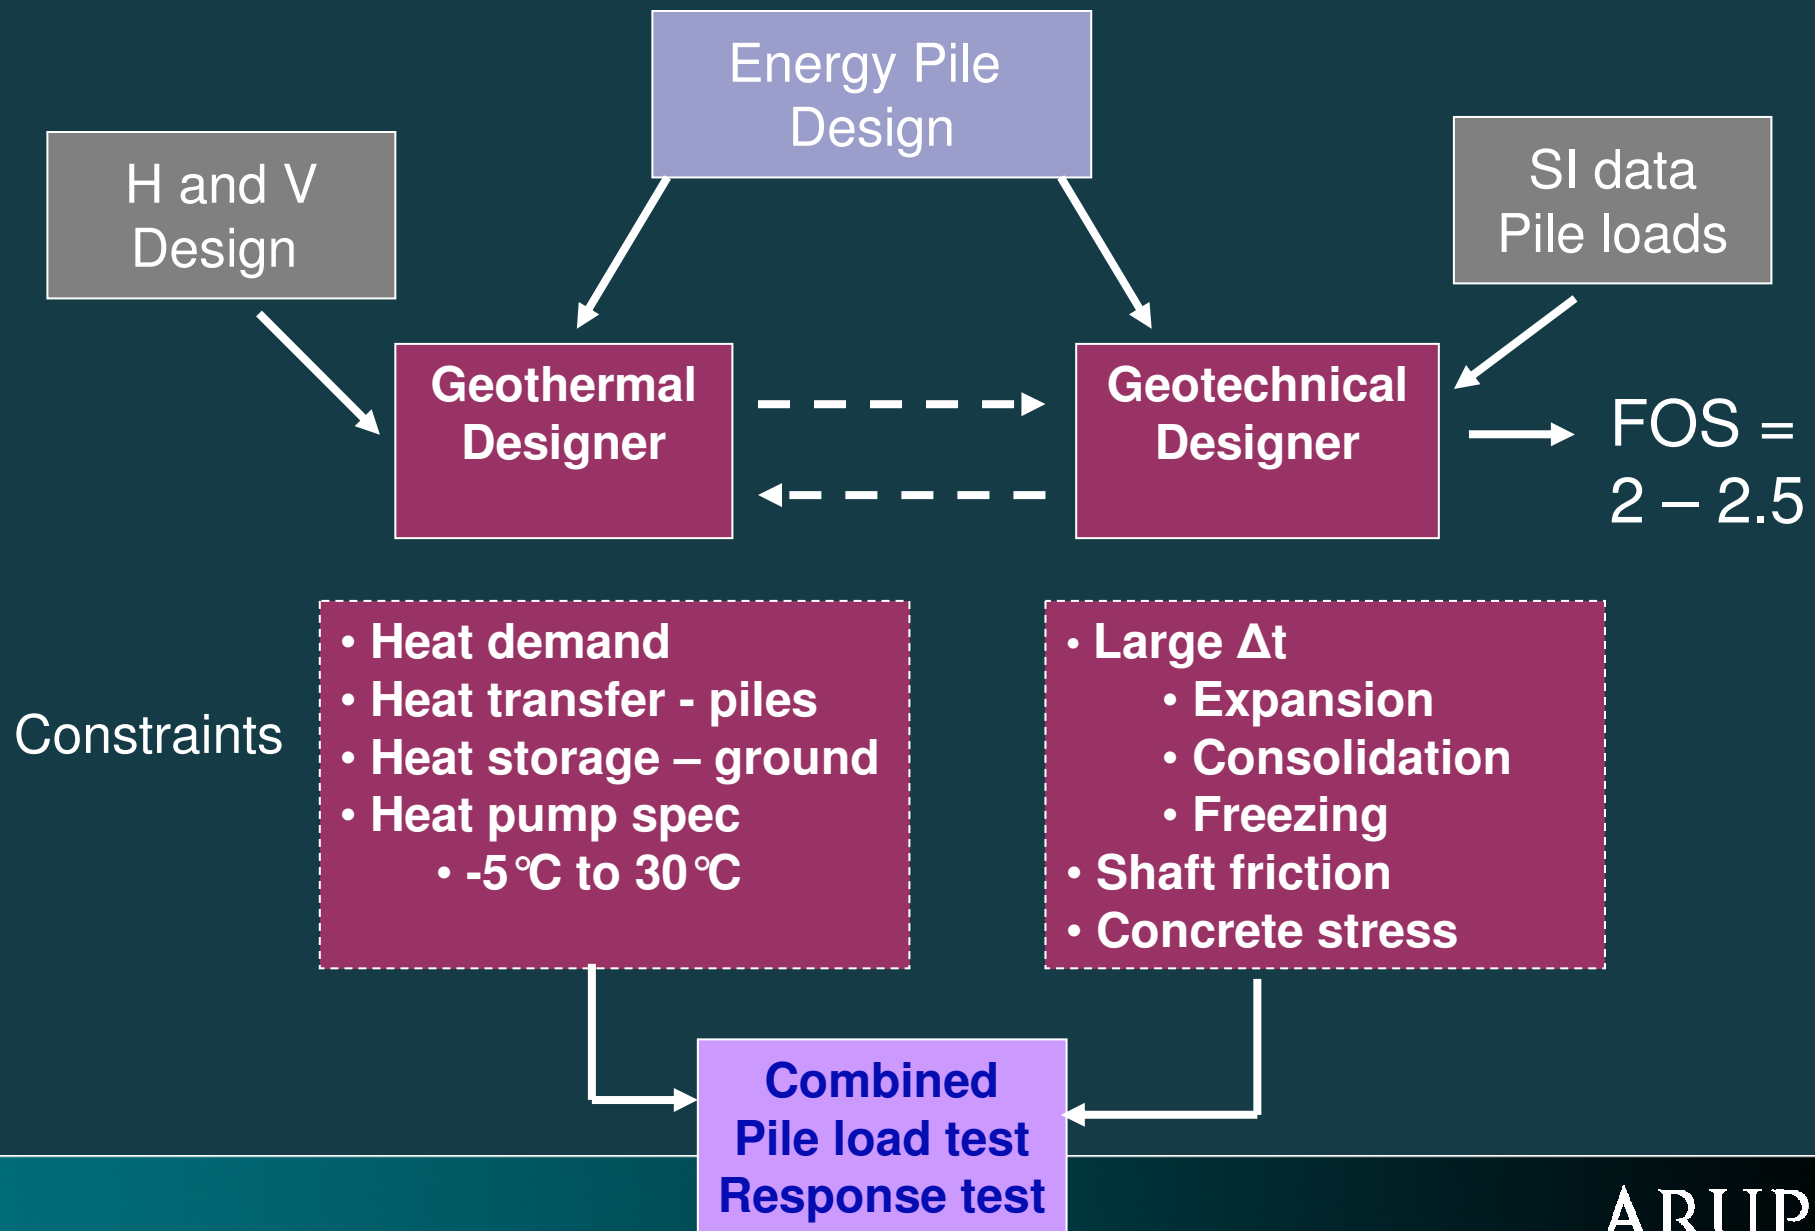 Energy Pile
Design
H and V
Design
SI data
Pile loads
Geothermal
Designer
Geotechnical
Designer
FOS =
2 – 2.5
Constraints
• Heat demand
• Heat transfer - piles
• Heat storage – ground
• Heat pump spec
• -5°C to 30°C
• Large Δt
• Expansion
• Consolidation
• Freezing
• Shaft friction
• Concrete stress
Combined
Pile load test
Response test
ARUP